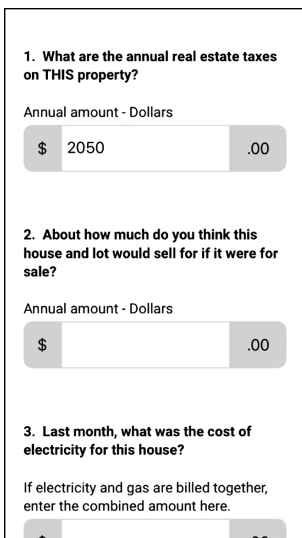 1. What are the annual real estate taxes
on THIS property?
Annual amount - Dollars
$ 2050 .00
2. About how much do you think this
house and lot would sell for if it were for
sale?
Annual amount - Dollars
$ .00
3. Last month, what was the cost of
electricity for this house?
If electricity and gas are billed together,
enter the combined amount here.